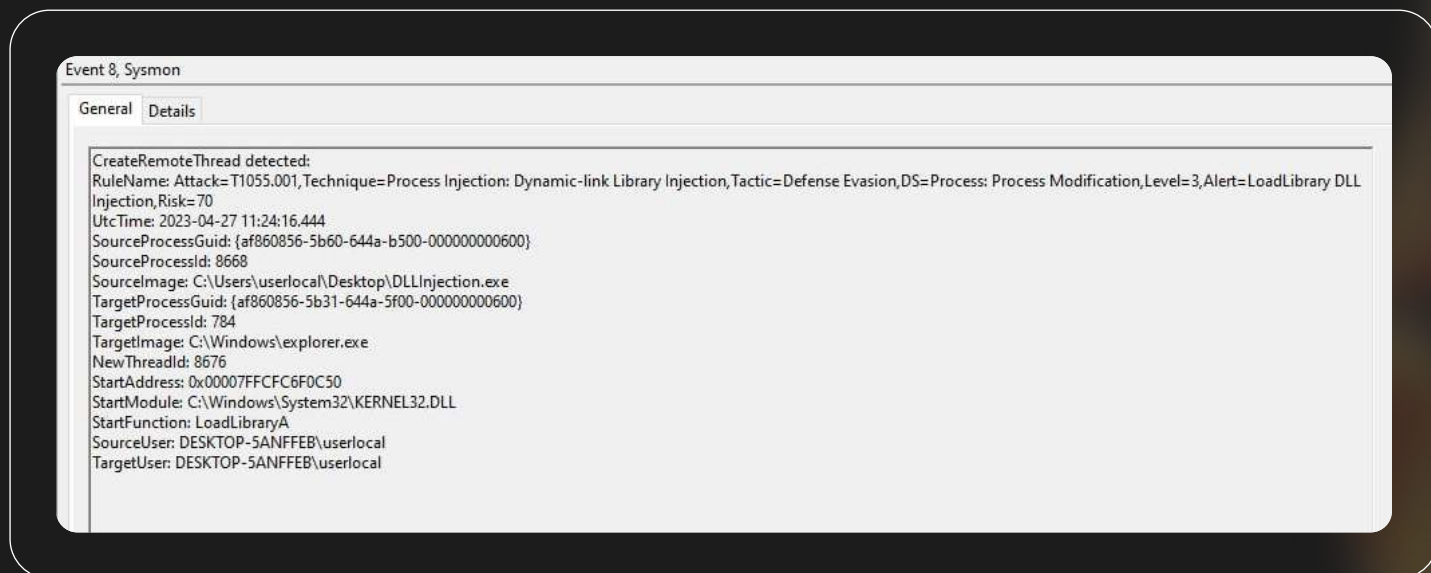 Event 8, Sysmon
General Details
CreateRemoteThread detected:
RuleName: Attack=T1055.001,Technique=Process Injection: Dynamic-link Library Injection,Tactic=Defense Evasion,DS=Process: Process Modification,Level=3,Alert=LoadLibrary DLL
Injection,Risk=70
UtcTime: 2023-04-27 11:24:16.444
SourceProcessGuid: {af860856-5b60-644a-b500-000000000600}
SourceProcessId: 8668
SourceImage: C:\Users\userlocal\Desktop\DLLInjection.exe
TargetProcessGuid: {af860856-5b31-644a-5f00-000000000600}
TargetProcessId: 784
TargetImage: C:\Windows\explorer.exe
NewThreadId: 8676
StartAddress: 0x00007FFCFC6F0C50
StartModule: C:\Windows\System32\KERNEL32.DLL
StartFunction: LoadLibraryA
SourceUser: DESKTOP-5ANFFEB\userlocal
TargetUser: DESKTOP-5ANFFEB\userlocal